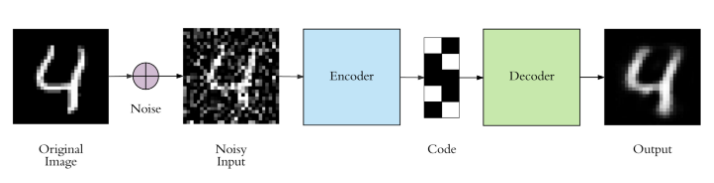 Encoder
Decoder
Noise
Original
Image
Noisy
Input
Code
Output